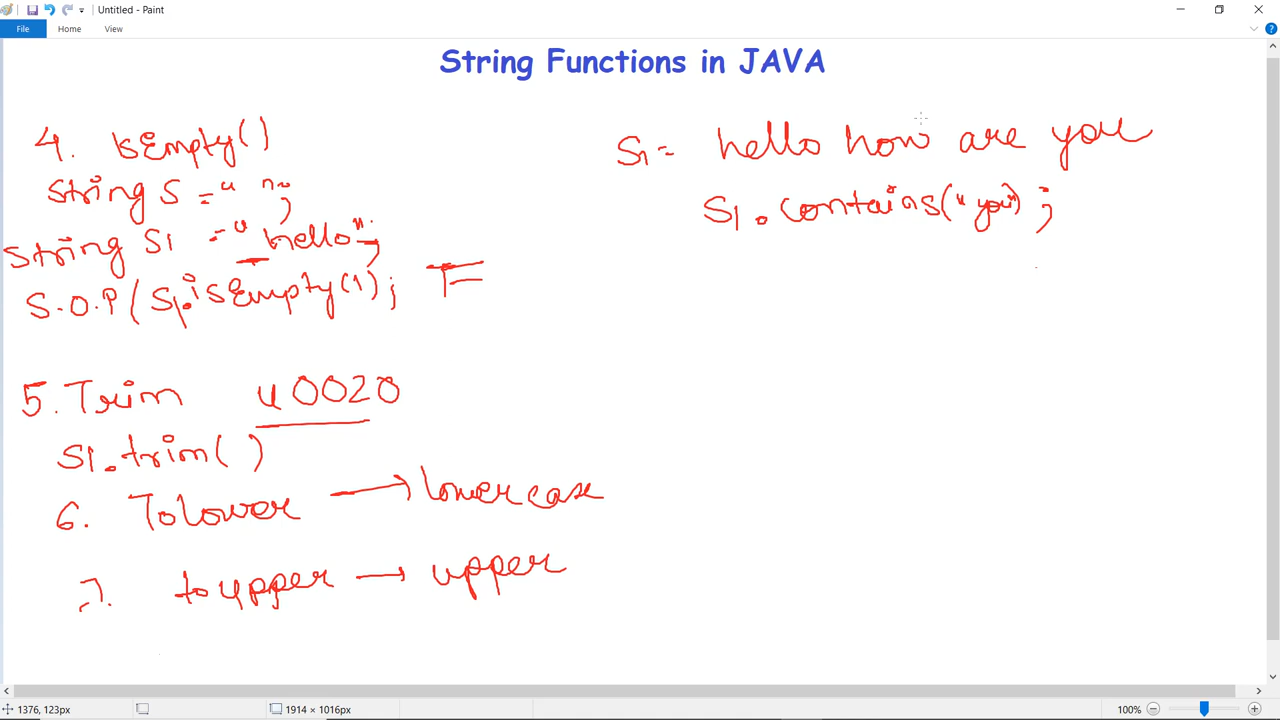 Untitled - Paint
File Home View
String Functions in JAVA
4. isEmpty()
String S = " ";
String S1 = " hello";
S.O.P(S1.isEmpty());
5. Trim u0020
S1.trim()
6. Tolower → lowercase
7. toupper → upper
S1= hello how are you
S1.contains("you");
1376, 123px 1914 × 1016px 100%